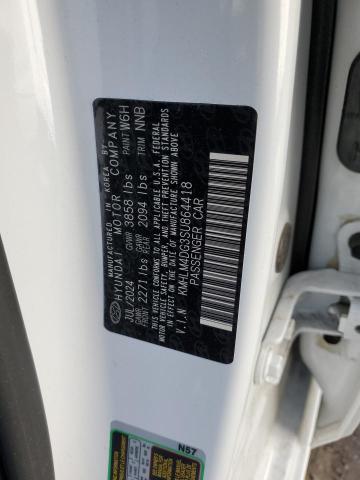 MANUFACTURED IN KOREA BY
HYUNDAI MOTOR COMPANY
JUL/2024 GVWR 3858 lbs PAINT W6H
GAWR FRONT 2271 lbs GAWR REAR 2094 lbs TRIM NNB
THIS VEHICLE CONFORMS TO ALL APPLICABLE U.S.A. FEDERAL
MOTOR VEHICLE SAFETY, BUMPER, AND THEFT PREVENTION STANDARDS
IN EFFECT ON THE DATE OF MANUFACTURE SHOWN ABOVE
V.I.N KMHLM4DG3SU864418
PASSENGER CAR
N57